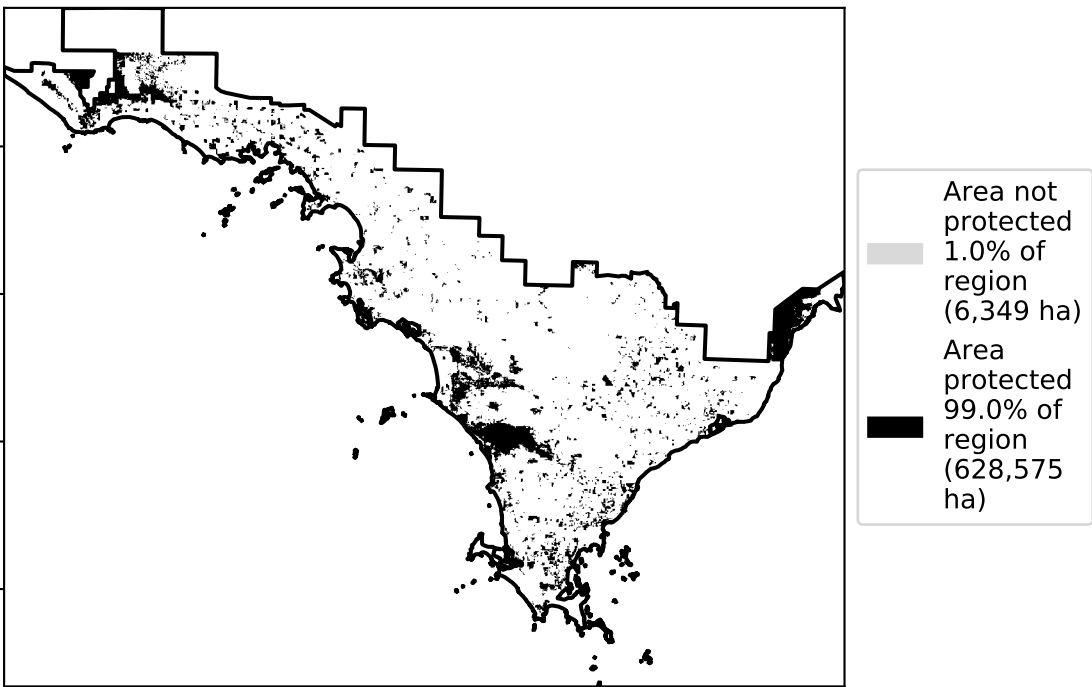 Area not
protected
1.0% of
region
(6,349 ha)
Area
protected
99.0% of
region
(628,575
ha)